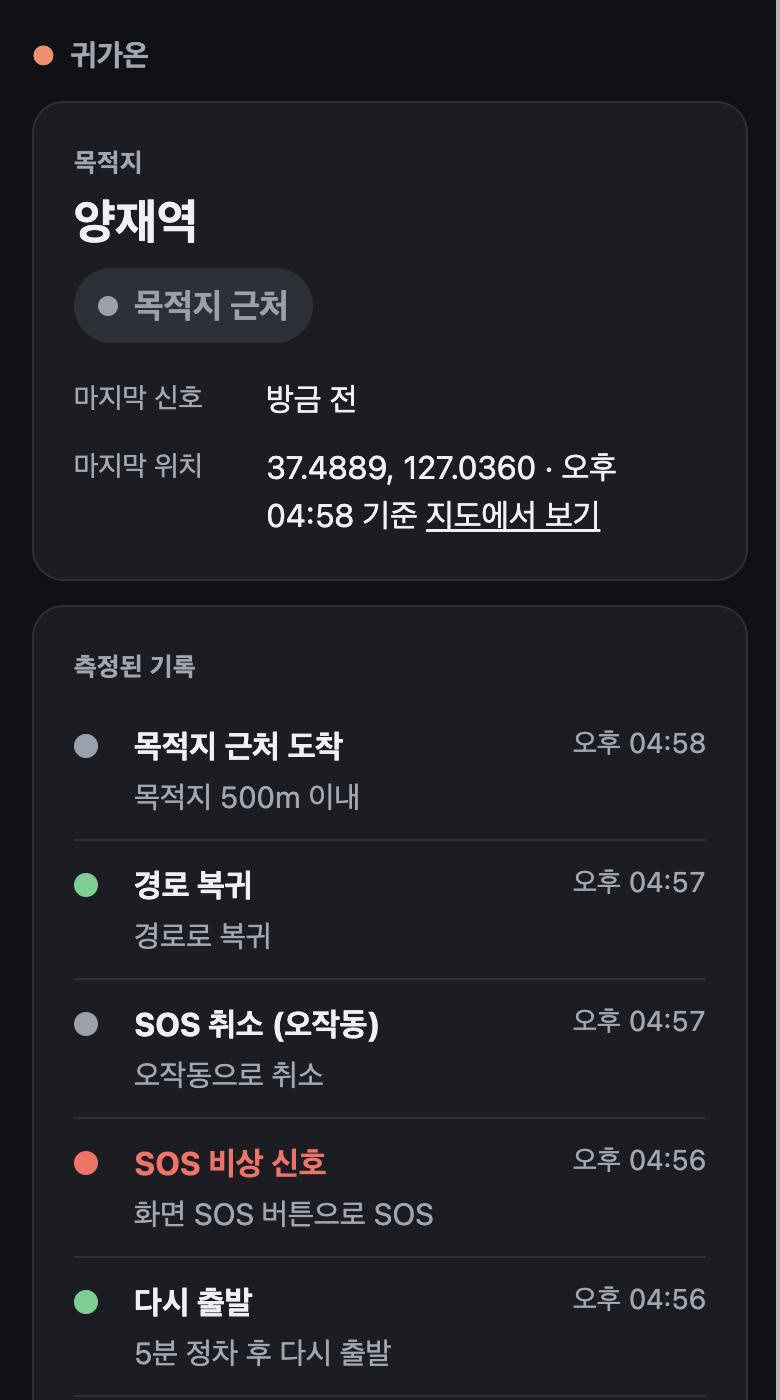 귀가온
목적지
양재역
목적지 근처
마지막 신호 방금 전
마지막 위치 37.4889, 127.0360 · 오후
04:58 기준 지도에서 보기
측정된 기록
목적지 근처 도착 오후 04:58
목적지 500m 이내
경로 복귀 오후 04:57
경로로 복귀
SOS 취소 (오작동) 오후 04:57
오작동으로 취소
SOS 비상 신호 오후 04:56
화면 SOS 버튼으로 SOS
다시 출발 오후 04:56
5분 정차 후 다시 출발